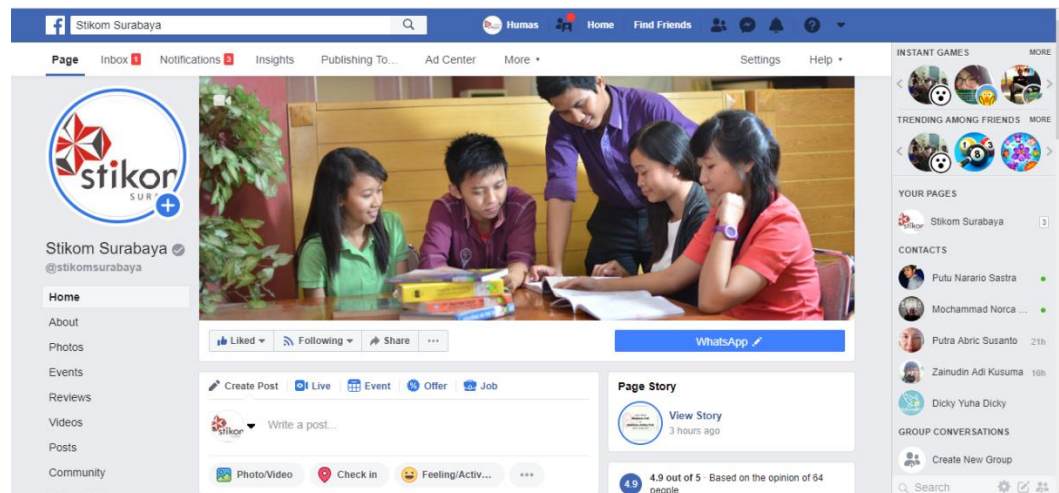 Stikom Surabaya
Humas
Home
Find Friends
Page
Inbox 1
Notifications 3
Insights
Publishing To...
Ad Center
More
Settings
Help
stikom
SUR
Stikom Surabaya
@stikomsurabaya
Home
About
Photos
Events
Reviews
Videos
Posts
Community
Liked
Following
Share
WhatsApp
Create Post
Live
Event
Offer
Job
Write a post...
Photo/Video
Check in
Feeling/Activ...
Page Story
View Story
3 hours ago
4.9
4.9 out of 5 · Based on the opinion of 64
people
INSTANT GAMES
MORE
TRENDING AMONG FRIENDS
MORE
YOUR PAGES
Stikom Surabaya
3
CONTACTS
Putu Narario Sastra
Mochammad Norca ...
Putra Abric Susanto 21h
Zainudin Adi Kusuma 16h
Dicky Yuha Dicky
GROUP CONVERSATIONS
Create New Group
Search